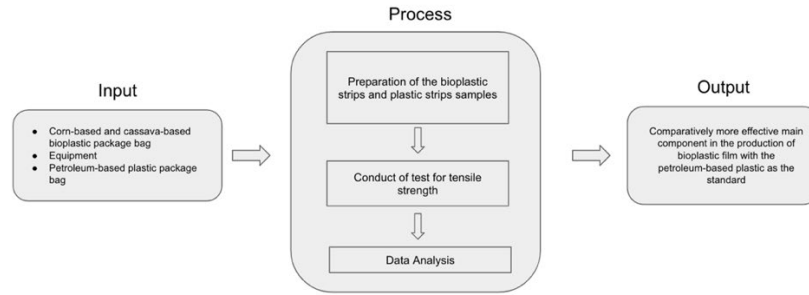 Process
Input
● Corn-based and cassava-based
bioplastic package bag
● Equipment
● Petroleum-based plastic package
bag
Preparation of the bioplastic
strips and plastic strips samples
Conduct of test for tensile
strength
Data Analysis
Output
Comparatively more effective main
component in the production of
bioplastic film with the
petroleum-based plastic as the
standard